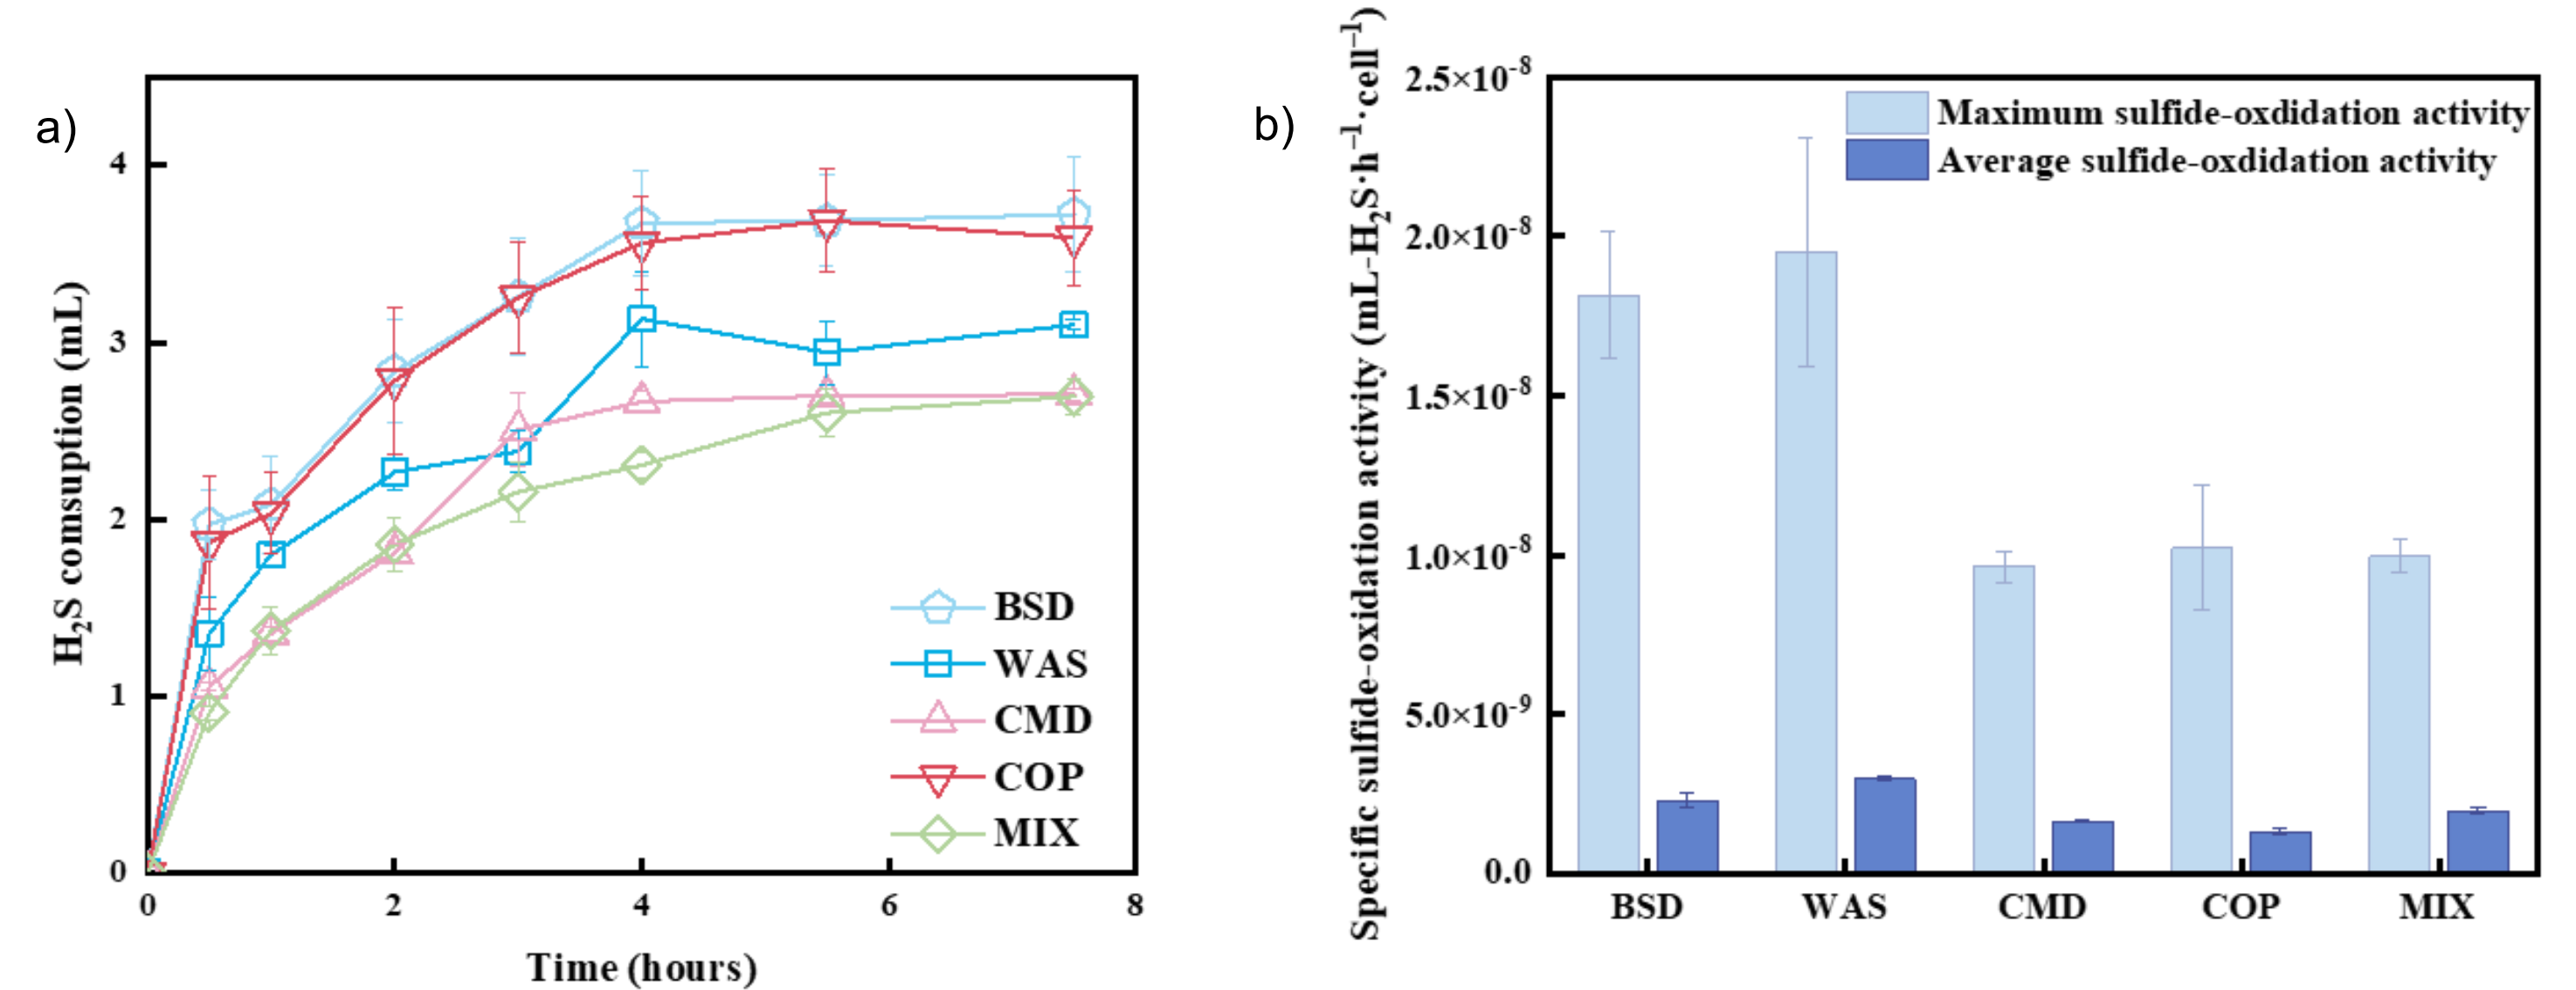 a)
H₂S consuption (mL)
4
3
2
1
0
0 2 4 6 8
Time (hours)
BSD
WAS
CMD
COP
MIX
b)
Specific sulfide-oxidation activity (mL-H₂S·h⁻¹·cell⁻¹)
2.5×10⁻⁸
2.0×10⁻⁸
1.5×10⁻⁸
1.0×10⁻⁸
5.0×10⁻⁹
0.0
Maximum sulfide-oxdidation activity
Average sulfide-oxdidation activity
BSD WAS CMD COP MIX